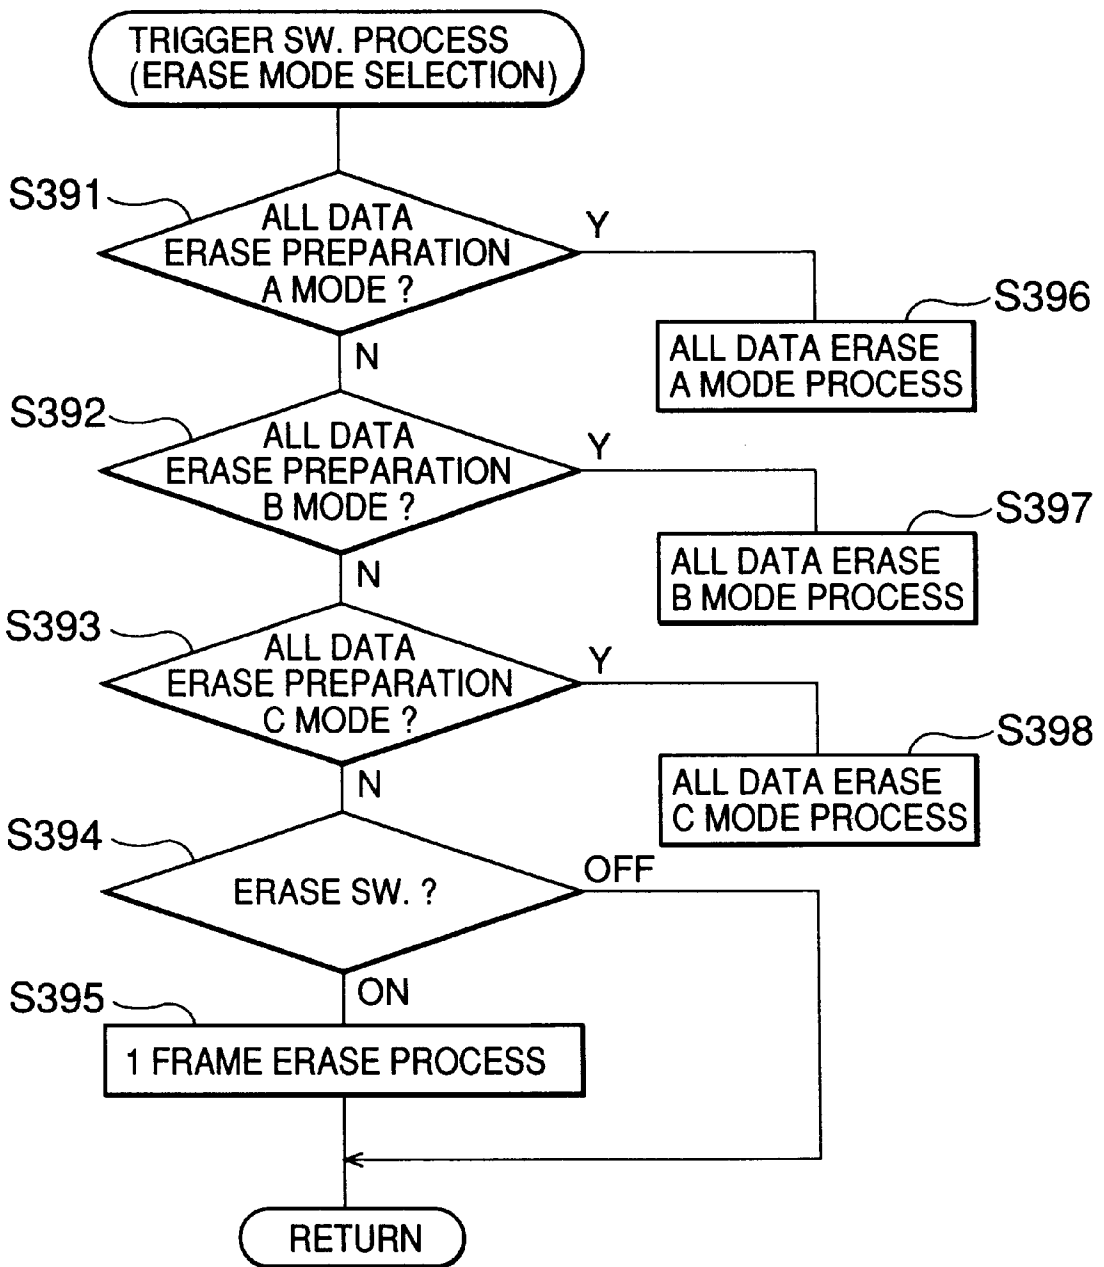 TRIGGER SW. PROCESS
(ERASE MODE SELECTION)
S391
ALL DATA
ERASE PREPARATION
A MODE ?
Y
N
S396
ALL DATA ERASE
A MODE PROCESS
S392
ALL DATA
ERASE PREPARATION
B MODE ?
Y
N
S397
ALL DATA ERASE
B MODE PROCESS
S393
ALL DATA
ERASE PREPARATION
C MODE ?
Y
N
S398
ALL DATA ERASE
C MODE PROCESS
S394
ERASE SW. ?
OFF
ON
S395
1 FRAME ERASE PROCESS
RETURN